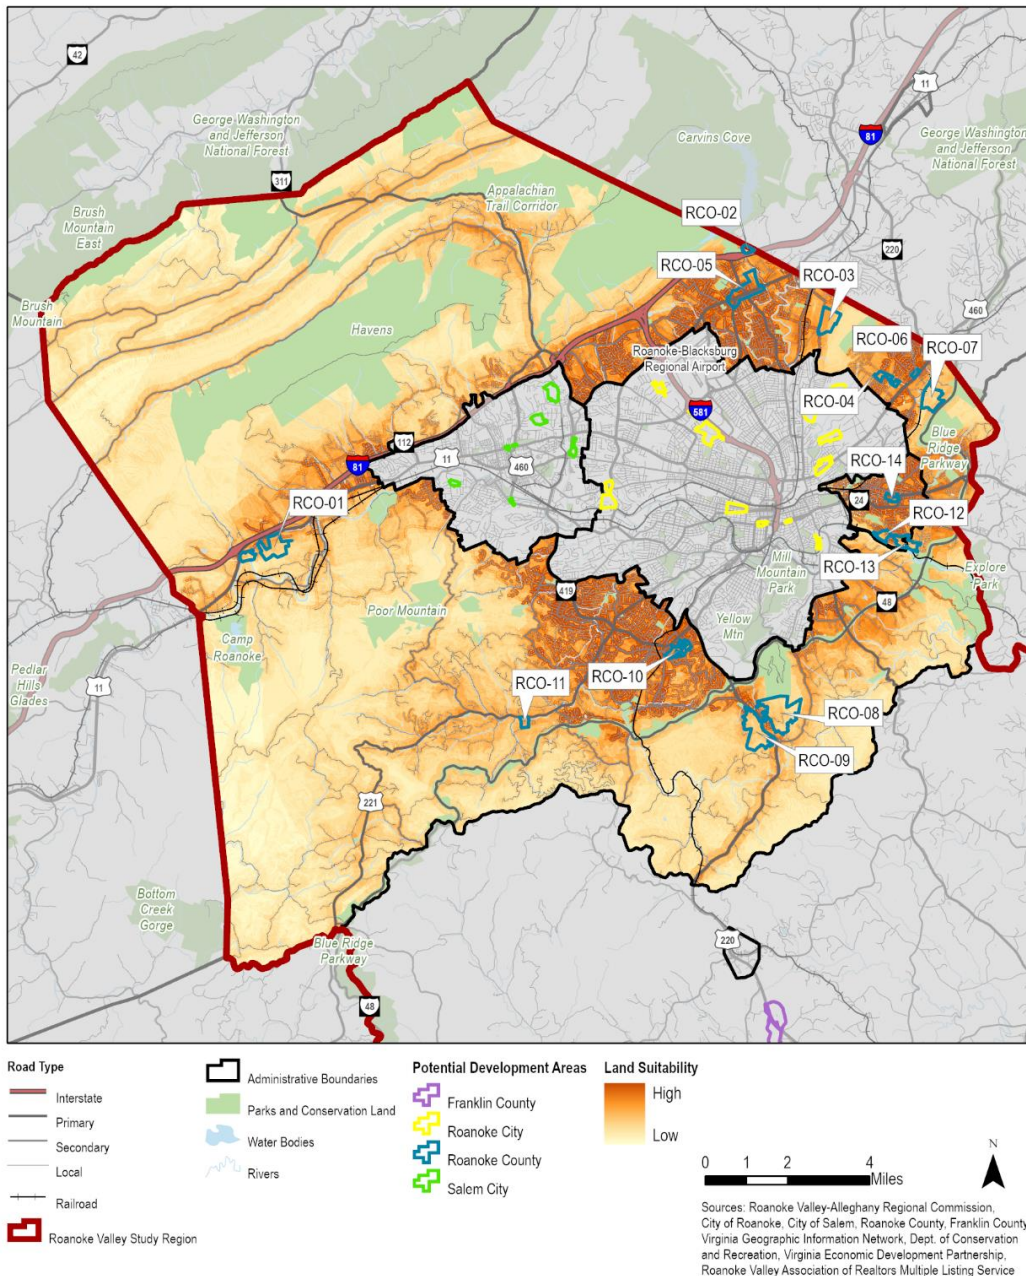 42
11
George Washington
and Jefferson
National Forest
Carvins Cove
81
George Washington
and Jefferson
National Forest
311
Appalachian
Trail Corridor
Brush
Mountain
East
RCO-02
220
RCO-05
RCO-03
Brush
Mountain
460
Havens
RCO-06
RCO-07
Roanoke-Blacksburg
Regional Airport
RCO-04
581
112
11
Blue
Ridge
Parkway
81
460
RCO-14
RCO-01
24
RCO-12
RCO-13
Mill
Mountain
Park
Explore
Park
419
48
Poor Mountain
Yellow
Mtn
Camp
Roanoke
Pedlar
Hills
Glades
11
RCO-10
RCO-11
RCO-08
RCO-09
221
Bottom
Creek
Gorge
Blue Ridge
Parkway
220
48
Road Type
Interstate
Primary
Secondary
Local
Railroad
Roanoke Valley Study Region
Administrative Boundaries
Parks and Conservation Land
Water Bodies
Rivers
Potential Development Areas
Franklin County
Roanoke City
Roanoke County
Salem City
Land Suitability
High
Low
N
0 1 2 4
Miles
Sources: Roanoke Valley-Alleghany Regional Commission,
City of Roanoke, City of Salem, Roanoke County, Franklin County
Virginia Geographic Information Network, Dept. of Conservation
and Recreation, Virginia Economic Development Partnership,
Roanoke Valley Association of Realtors Multiple Listing Service